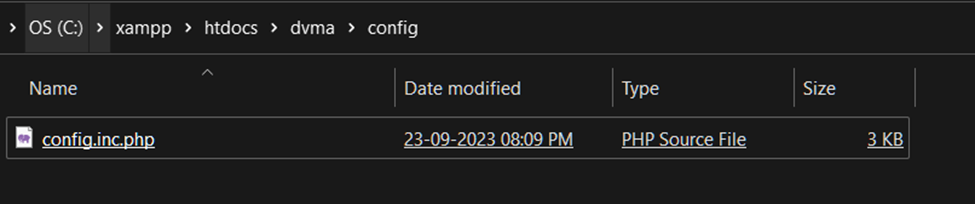 OS (C:) xampp htdocs dvma config
Name Date modified Type Size
config.inc.php 23-09-2023 08:09 PM PHP Source File 3 KB